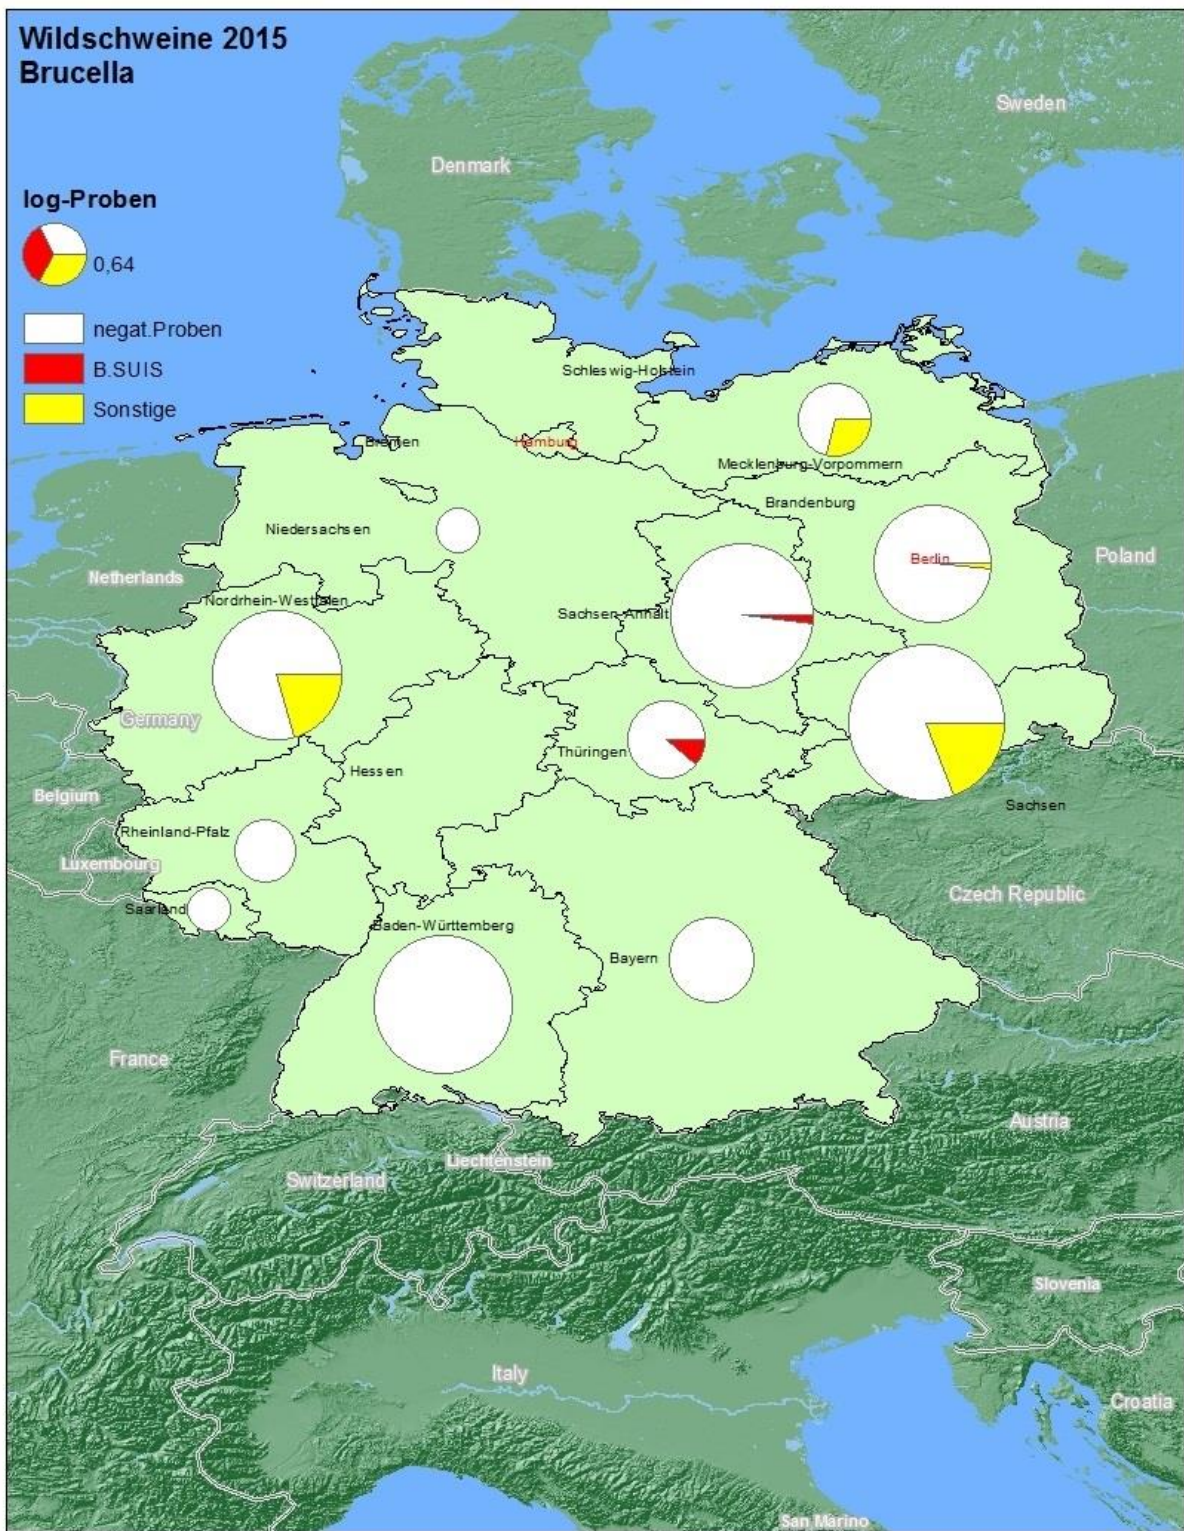 Wildschweine 2015
Brucella
Sweden
Denmark
log-Proben
0,64
negat.Proben
B.SUIS
Sonstige
Schleswig-Holstein
Bremen
Hamburg
Mecklenburg-Vorpommern
Brandenburg
Niedersachsen
Berlin
Poland
Netherlands
Nordrhein-Westfalen
Sachsen-Anhalt
Germany
Thüringen
Hessen
Belgium
Sachsen
Rheinland-Pfalz
Luxembourg
Czech Republic
Saarland
Baden-Württemberg
Bayern
France
Austria
Liechtenstein
Switzerland
Slovenia
Italy
Croatia
San Marino